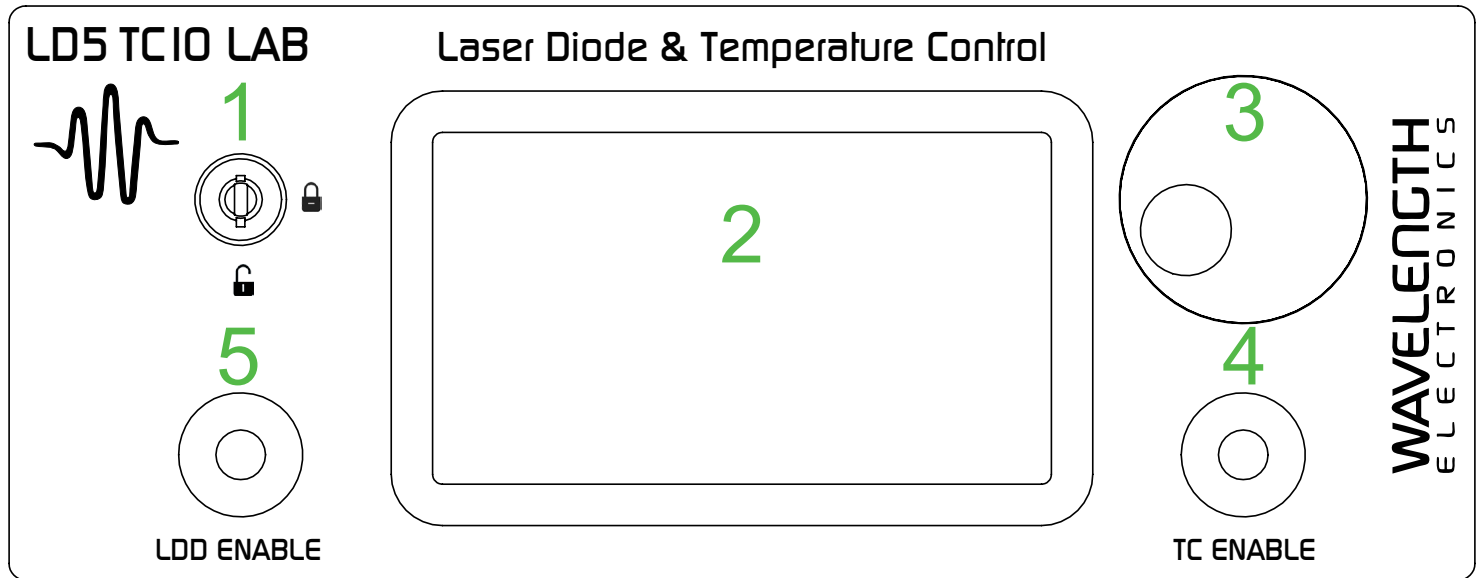 LD5 TC10 LAB
Laser Diode & Temperature Control
1
2
3
WAVELENGTH
ELECTRONICS
5
4
LDD ENABLE
TC ENABLE